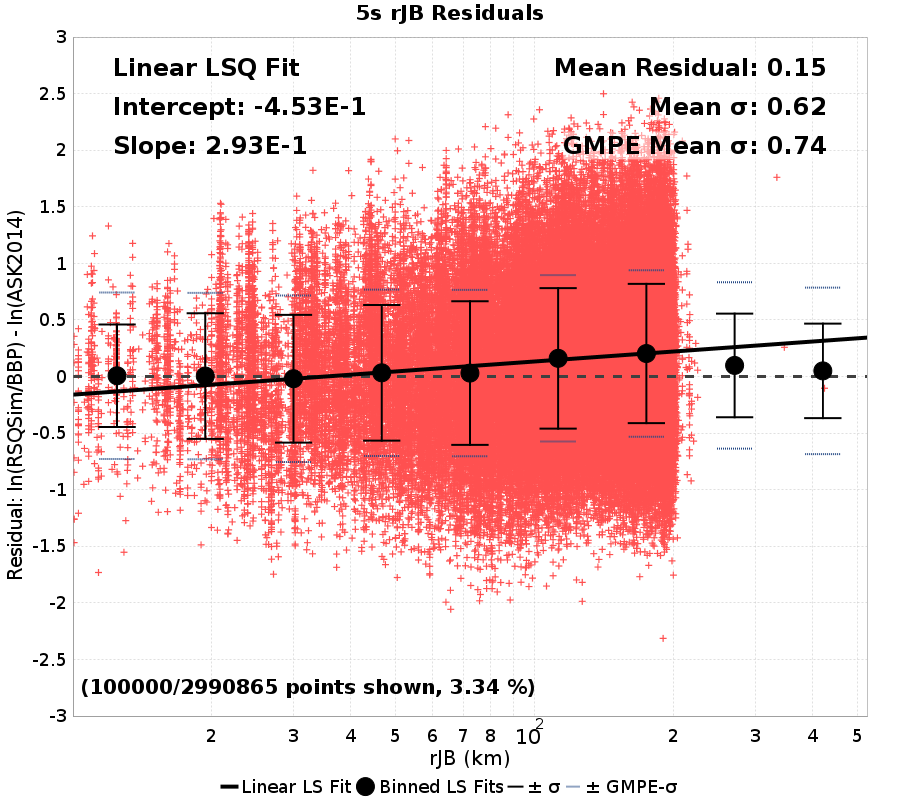 5s rJB Residuals
Linear LSQ Fit
Intercept: -4.53E-1
Slope: 2.93E-1
Mean Residual: 0.15
Mean σ: 0.62
GMPE Mean σ: 0.74
Residual: ln(RSQSim/BBP) - ln(ASK2014)
3
2.5
2
1.5
1
0.5
0
-0.5
-1
-1.5
-2
-2.5
-3
(100000/2990865 points shown, 3.34 %)
2 3 4 5 6 7 8 10² 2 3 4 5
rJB (km)
Linear LS Fit Binned LS Fits ± σ ± GMPE-σ